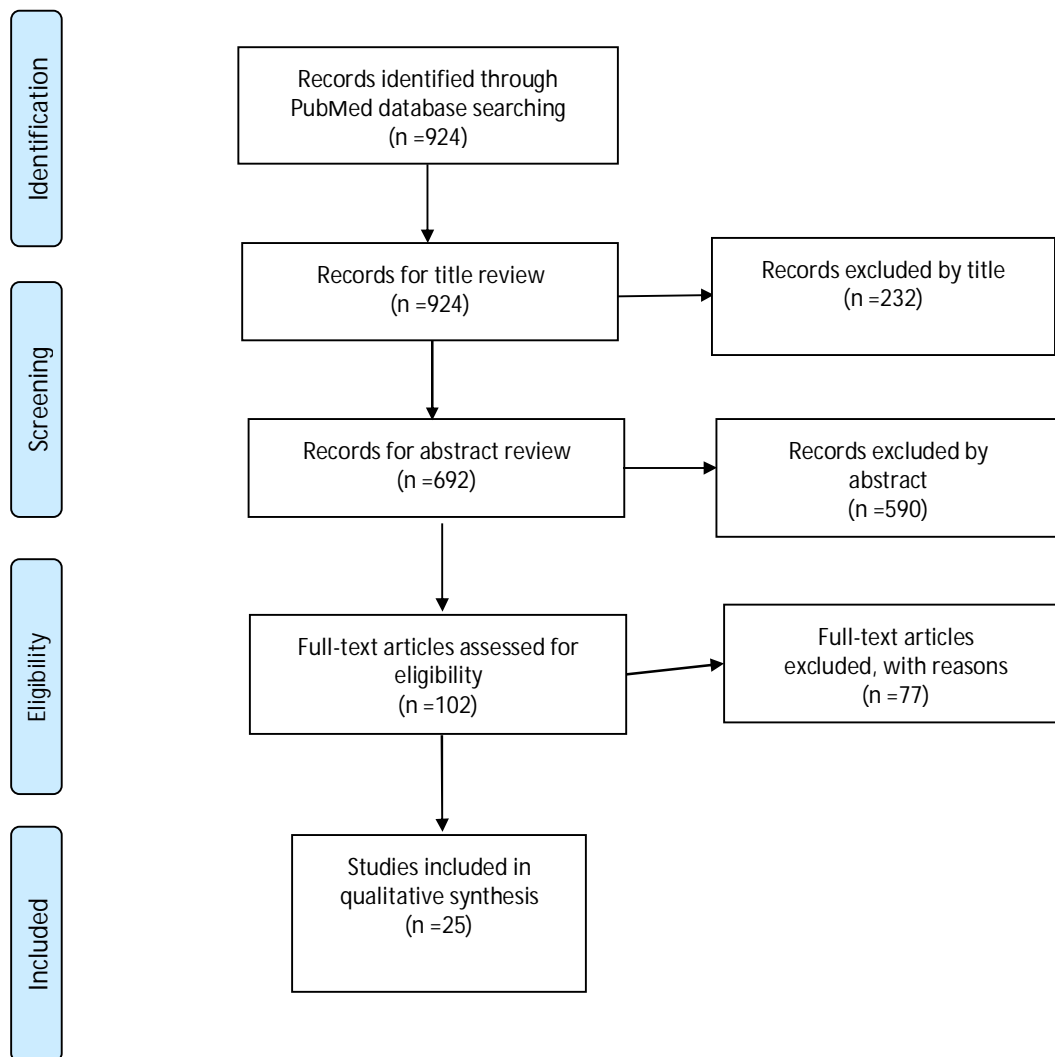 Identification
Records identified through
PubMed database searching
(n =924)
Records for title review
(n =924)
Records excluded by title
(n =232)
Screening
Records for abstract review
(n =692)
Records excluded by
abstract
(n =590)
Eligibility
Full-text articles assessed for
eligibility
(n =102)
Full-text articles
excluded, with reasons
(n =77)
Included
Studies included in
qualitative synthesis
(n =25)